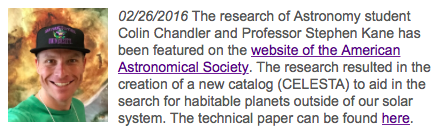 02/26/2016 The research of Astronomy student
Colin Chandler and Professor Stephen Kane has
been featured on the website of the American
Astronomical Society. The research resulted in the
creation of a new catalog (CELESTA) to aid in the
search for habitable planets outside of our solar
system. The technical paper can be found here.